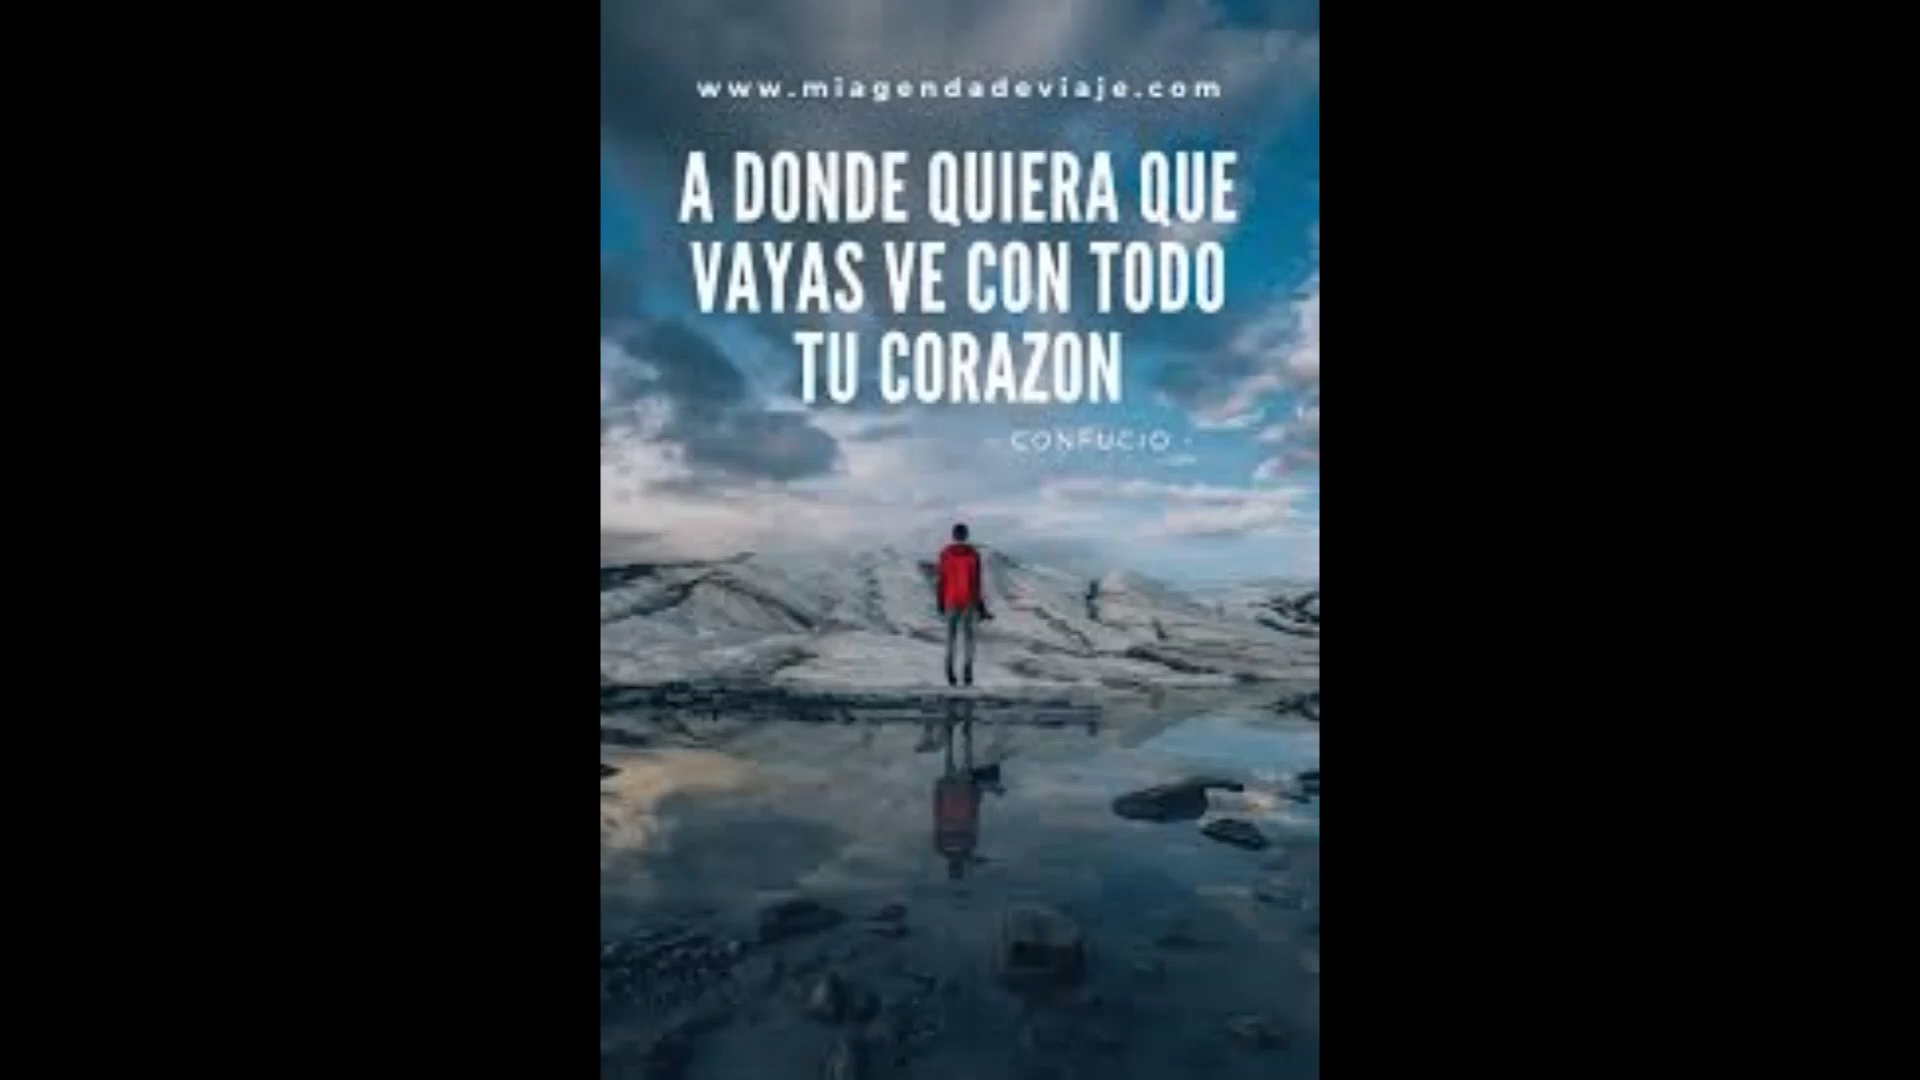 www.miagendadeviaje.com
A DONDE QUIERA QUE
VAYAS VE CON TODO
TU CORAZON
- CONFUCIO -